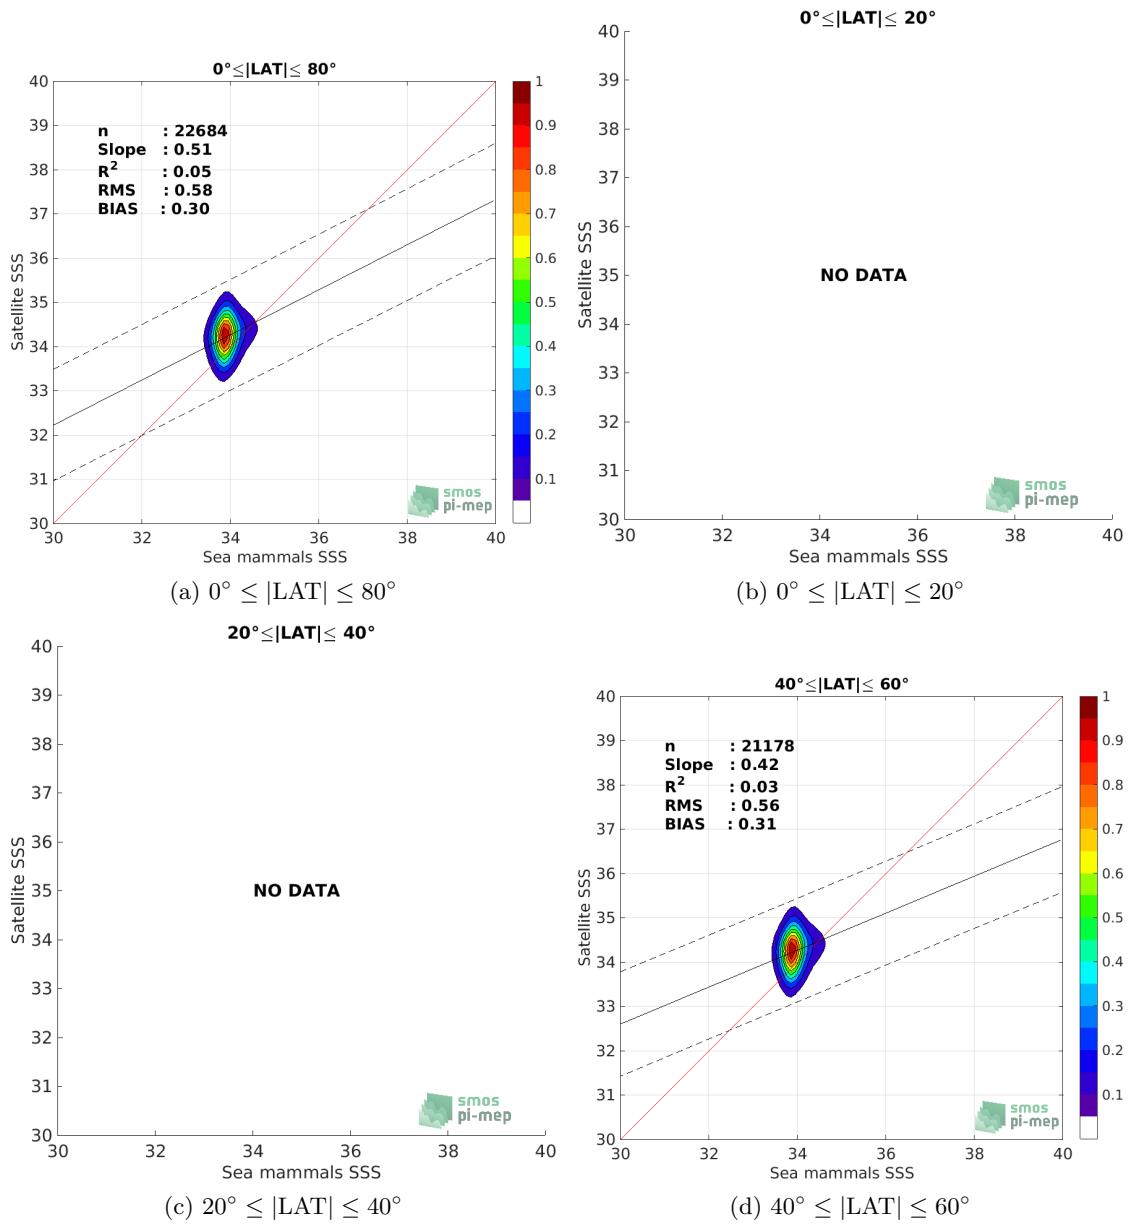 0°≤|LAT|≤ 80°
40
39
38
37
36
35
34
33
32
31
30
Satellite SSS
n : 22684
Slope : 0.51
R² : 0.05
RMS : 0.58
BIAS : 0.30
smos
pi-mep
30 32 34 36 38 40
Sea mammals SSS
1
0.9
0.8
0.7
0.6
0.5
0.4
0.3
0.2
0.1
(a) 0° ≤ |LAT| ≤ 80°
0°≤|LAT|≤ 20°
40
39
38
37
36
35
34
33
32
31
30
Satellite SSS
NO DATA
smos
pi-mep
30 32 34 36 38 40
Sea mammals SSS
(b) 0° ≤ |LAT| ≤ 20°
20°≤|LAT|≤ 40°
40
39
38
37
36
35
34
33
32
31
30
Satellite SSS
NO DATA
smos
pi-mep
30 32 34 36 38 40
Sea mammals SSS
(c) 20° ≤ |LAT| ≤ 40°
40°≤|LAT|≤ 60°
40
39
38
37
36
35
34
33
32
31
30
Satellite SSS
n : 21178
Slope : 0.42
R² : 0.03
RMS : 0.56
BIAS : 0.31
smos
pi-mep
30 32 34 36 38 40
Sea mammals SSS
1
0.9
0.8
0.7
0.6
0.5
0.4
0.3
0.2
0.1
(d) 40° ≤ |LAT| ≤ 60°